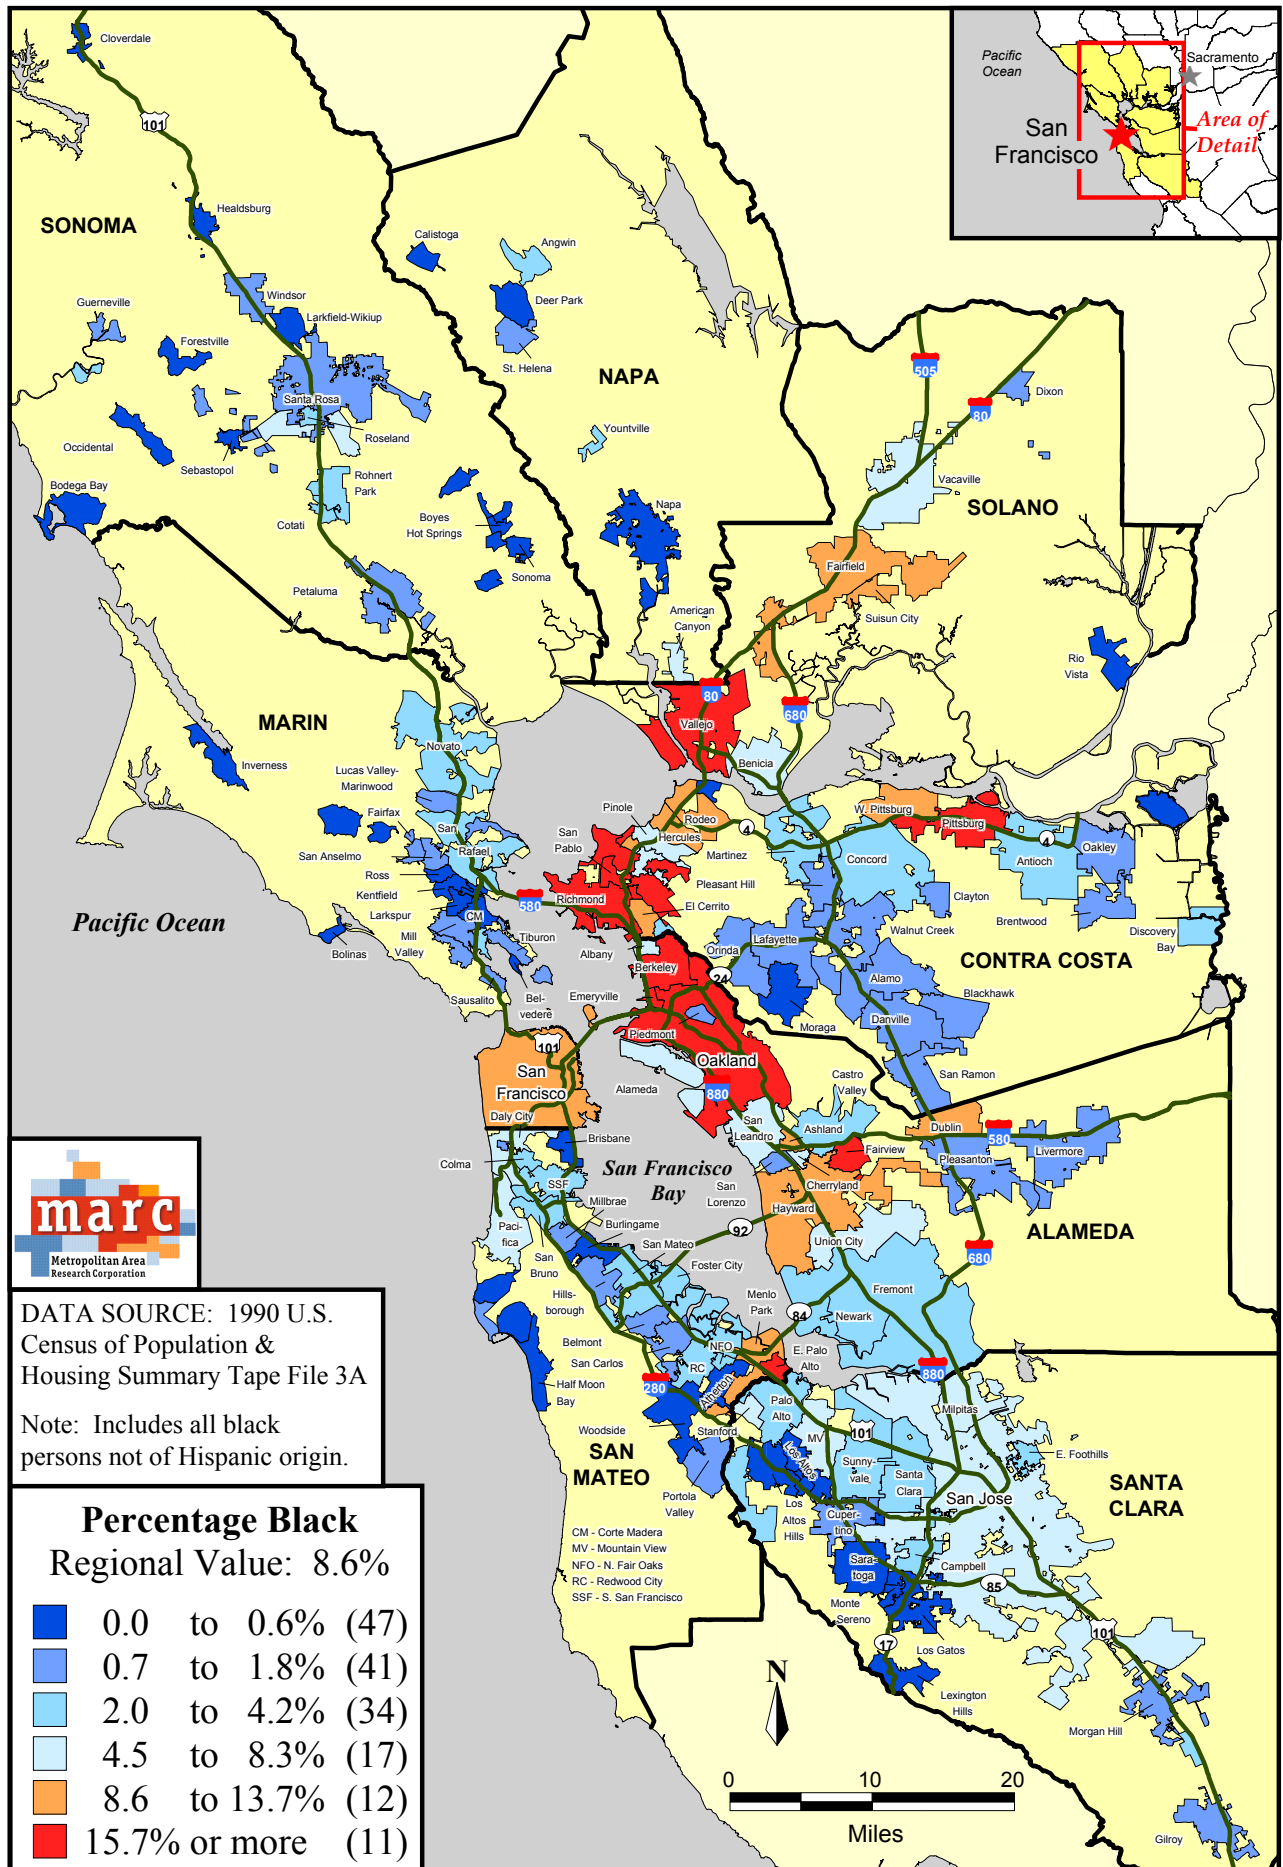 Cloverdale
101
Healdsburg
SONOMA
Calistoga
Angwin
Deer Park
St. Helena
Windsor
Guerneville
Larkfield-Wikiup
Forestville
NAPA
Santa Rosa
Roseland
Occidental
Sebastopol
Yountville
Bodega Bay
Rohnert
Park
Cotati
Boyes
Hot Springs
Sonoma
Napa
Petaluma
American
Canyon
Pacific
Ocean
Sacramento
San
Francisco
Area of
Detail
505
80
Dixon
Vacaville
SOLANO
Fairfield
Suisun City
Rio
Vista
80
680
Vallejo
Benicia
MARIN
Novato
Inverness
Lucas Valley-
Marinwood
Fairfax
San
Rafael
San Anselmo
Ross
Kentfield
Larkspur
CM
Mill
Valley
Tiburon
Bolinas
Sausalito
Bel-
vedere
580
Pinole
San
Pablo
Rodeo
Hercules
4
Martinez
Richmond
Pleasant Hill
El Cerrito
W. Pittsburg
Pittsburg
4
Antioch
Oakley
Concord
Clayton
Brentwood
Discovery
Bay
Walnut Creek
CONTRA COSTA
Albany
Berkeley
Orinda
Lafayette
24
Alamo
Blackhawk
Danville
Moraga
Emeryville
Piedmont
Oakland
San Ramon
Pacific Ocean
101
San
Francisco
Daly City
Alameda
880
Castro
Valley
San
Leandro
Ashland
Dublin
580
Livermore
Pleasanton
Fairview
Cherryland
Colma
Brisbane
San Francisco
Bay
SSF
Millbrae
San
Lorenzo
Hayward
Burlingame
92
Paci-
fica
San
Bruno
San Mateo
Foster City
Union City
ALAMEDA
680
Hills-
borough
Menlo
Park
84
Fremont
Newark
Belmont
San Carlos
NFO
E. Palo
Alto
RC
280
880
Half Moon
Bay
Atherton
Palo
Alto
Milpitas
Woodside
Stanford
SAN
MATEO
MV
101
E. Foothills
Los Altos
Sunny-
vale
Santa
Clara
SANTA
CLARA
San Jose
Portola
Valley
Los
Altos
Hills
Cuper-
tino
Sara-
toga
Campbell
85
Monte
Sereno
101
17
Los Gatos
Lexington
Hills
Morgan Hill
Gilroy
CM - Corte Madera
MV - Mountain View
NFO - N. Fair Oaks
RC - Redwood City
SSF - S. San Francisco
N
0 10 20
Miles
marc
Metropolitan Area
Research Corporation
DATA SOURCE: 1990 U.S.
Census of Population &
Housing Summary Tape File 3A
Note: Includes all black
persons not of Hispanic origin.
Percentage Black
Regional Value: 8.6%
0.0 to 0.6% (47)
0.7 to 1.8% (41)
2.0 to 4.2% (34)
4.5 to 8.3% (17)
8.6 to 13.7% (12)
15.7% or more (11)